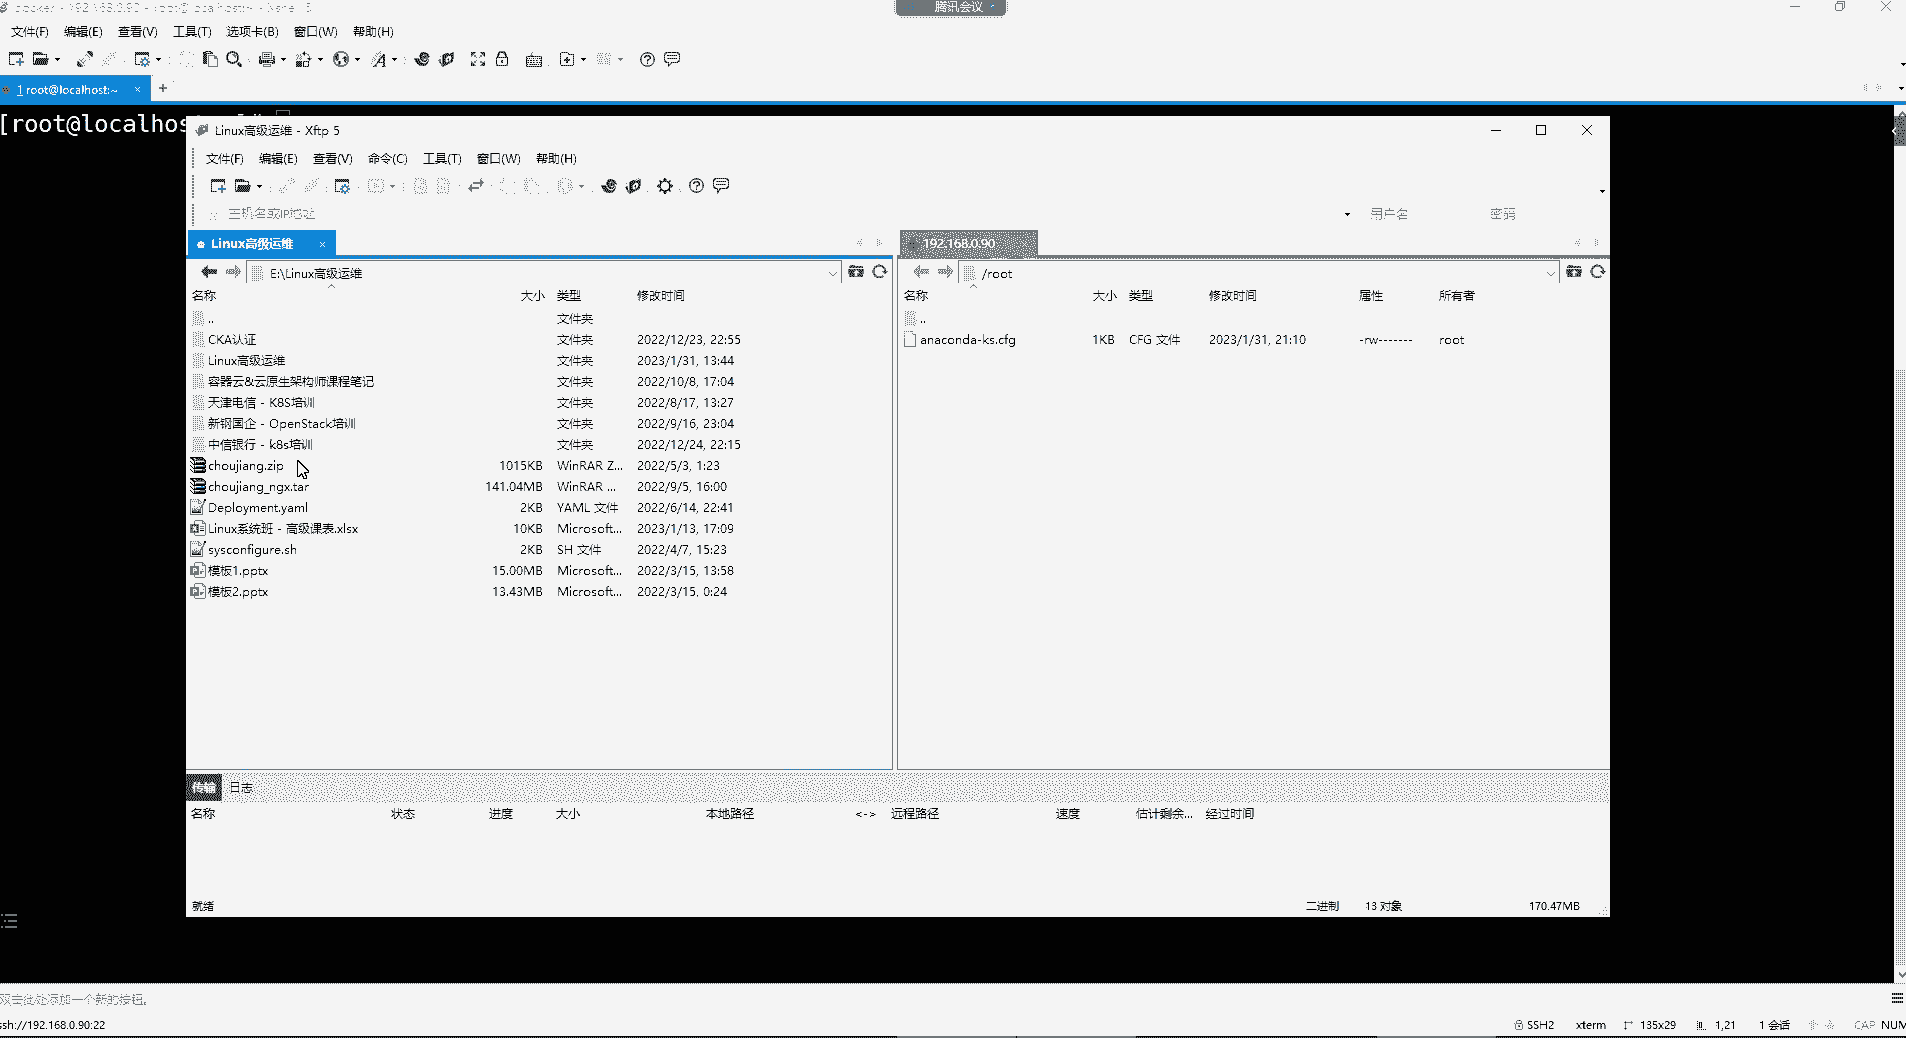 腾讯会议
文件(F) 编辑(E) 查看(V) 工具(T) 选项卡(B) 窗口(W) 帮助(H)
1 root@localhost:~ × +
[root@localhos
Linux高级运维 - Xftp 5
文件(F) 编辑(E) 查看(V) 命令(C) 工具(T) 窗口(W) 帮助(H)
主机名或IP地址 用户名 密码
Linux高级运维 × 192.168.0.90
E:\Linux高级运维 /root
名称 大小 类型 修改时间 名称 大小 类型 修改时间 属性 所有者
.. 文件夹 ..
CKA认证 文件夹 2022/12/23, 22:55 anaconda-ks.cfg 1KB CFG 文件 2023/1/31, 21:10 -rw------- root
Linux高级运维 文件夹 2023/1/31, 13:44
容器云&云原生架构师课程笔记 文件夹 2022/10/8, 17:04
天津电信 - K8S培训 文件夹 2022/8/17, 13:27
新钢国企 - OpenStack培训 文件夹 2022/9/16, 23:04
中信银行 - k8s培训 文件夹 2022/12/24, 22:15
choujiang.zip 1015KB WinRAR Z... 2022/5/3, 1:23
choujiang_ngx.tar 141.04MB WinRAR ... 2022/9/5, 16:00
Deployment.yaml 2KB YAML 文件 2022/6/14, 22:41
Linux系统班 - 高级课表.xlsx 10KB Microsoft... 2023/1/13, 17:09
sysconfigure.sh 2KB SH 文件 2022/4/7, 15:23
模板1.pptx 15.00MB Microsoft... 2022/3/15, 13:58
模板2.pptx 13.43MB Microsoft... 2022/3/15, 0:24
传输 日志
名称 状态 进度 大小 本地路径 <-> 远程路径 速度 估计剩余... 经过时间
就绪 二进制 13 对象 170.47MB
双击此处添加一个新的按钮。
ssh://192.168.0.90:22 SSH2 xterm 135x29 1,21 1 会话 CAP NUM